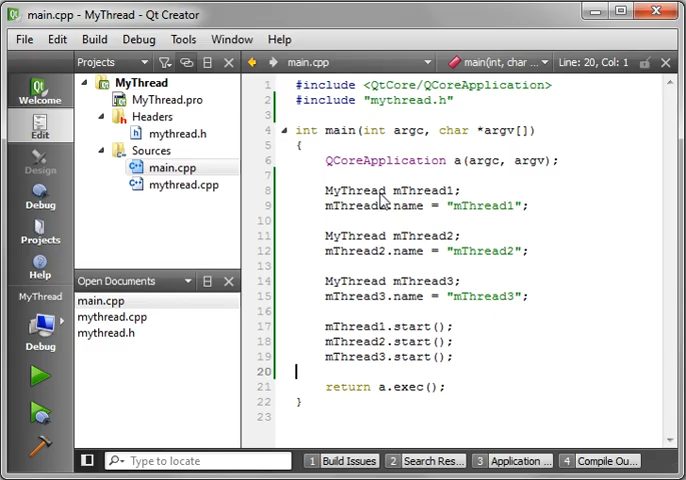 main.cpp - MyThread - Qt Creator
File Edit Build Debug Tools Window Help
Projects main.cpp main(int, char *... Line: 20, Col: 1
Welcome
Edit
Design
Debug
Projects
Help
MyThread
Debug
MyThread
MyThread.pro
Headers
mythread.h
Sources
main.cpp
mythread.cpp
Open Documents
main.cpp
mythread.cpp
mythread.h
1 #include <QtCore/QCoreApplication>
2 #include "mythread.h"
3
4 int main(int argc, char *argv[])
5 {
6 QCoreApplication a(argc, argv);
7
8 MyThread mThread1;
9 mThread1.name = "mThread1";
10
11 MyThread mThread2;
12 mThread2.name = "mThread2";
13
14 MyThread mThread3;
15 mThread3.name = "mThread3";
16
17 mThread1.start();
18 mThread2.start();
19 mThread3.start();
20
21 return a.exec();
22 }
23
Type to locate 1 Build Issues 2 Search Res... 3 Application ... 4 Compile Ou...